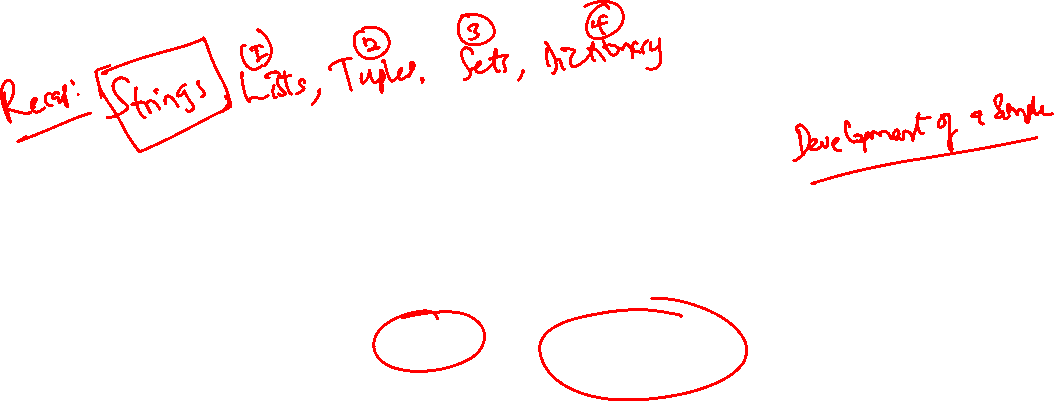 ① ② ③ ④
Recap: Strings Lists, Tuples, Sets, Dictionary
Development of a Simple